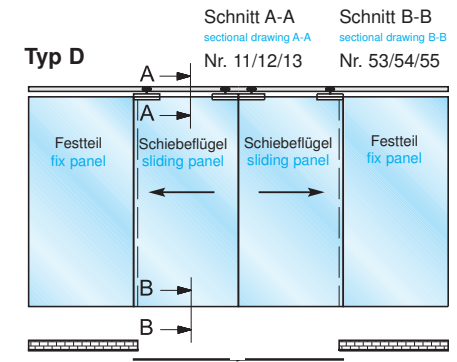 Schnitt A-A
sectional drawing A-A
Nr. 11/12/13
Schnitt B-B
sectional drawing B-B
Nr. 53/54/55
Typ D
A
A
Festteil
fix panel
Schiebeflügel
sliding panel
Schiebeflügel
sliding panel
Festteil
fix panel
B
B